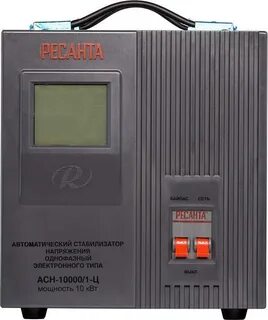 РЕСАНТА
БАЙПАС СЕТЬ
РЕСАНТА
ВЫКЛ
R
АВТОМАТИЧЕСКИЙ СТАБИЛИЗАТОР
НАПРЯЖЕНИЯ
ОДНОФАЗНЫЙ
ЭЛЕКТРОННОГО ТИПА
АСН-10000/1-Ц
мощность 10 кВт